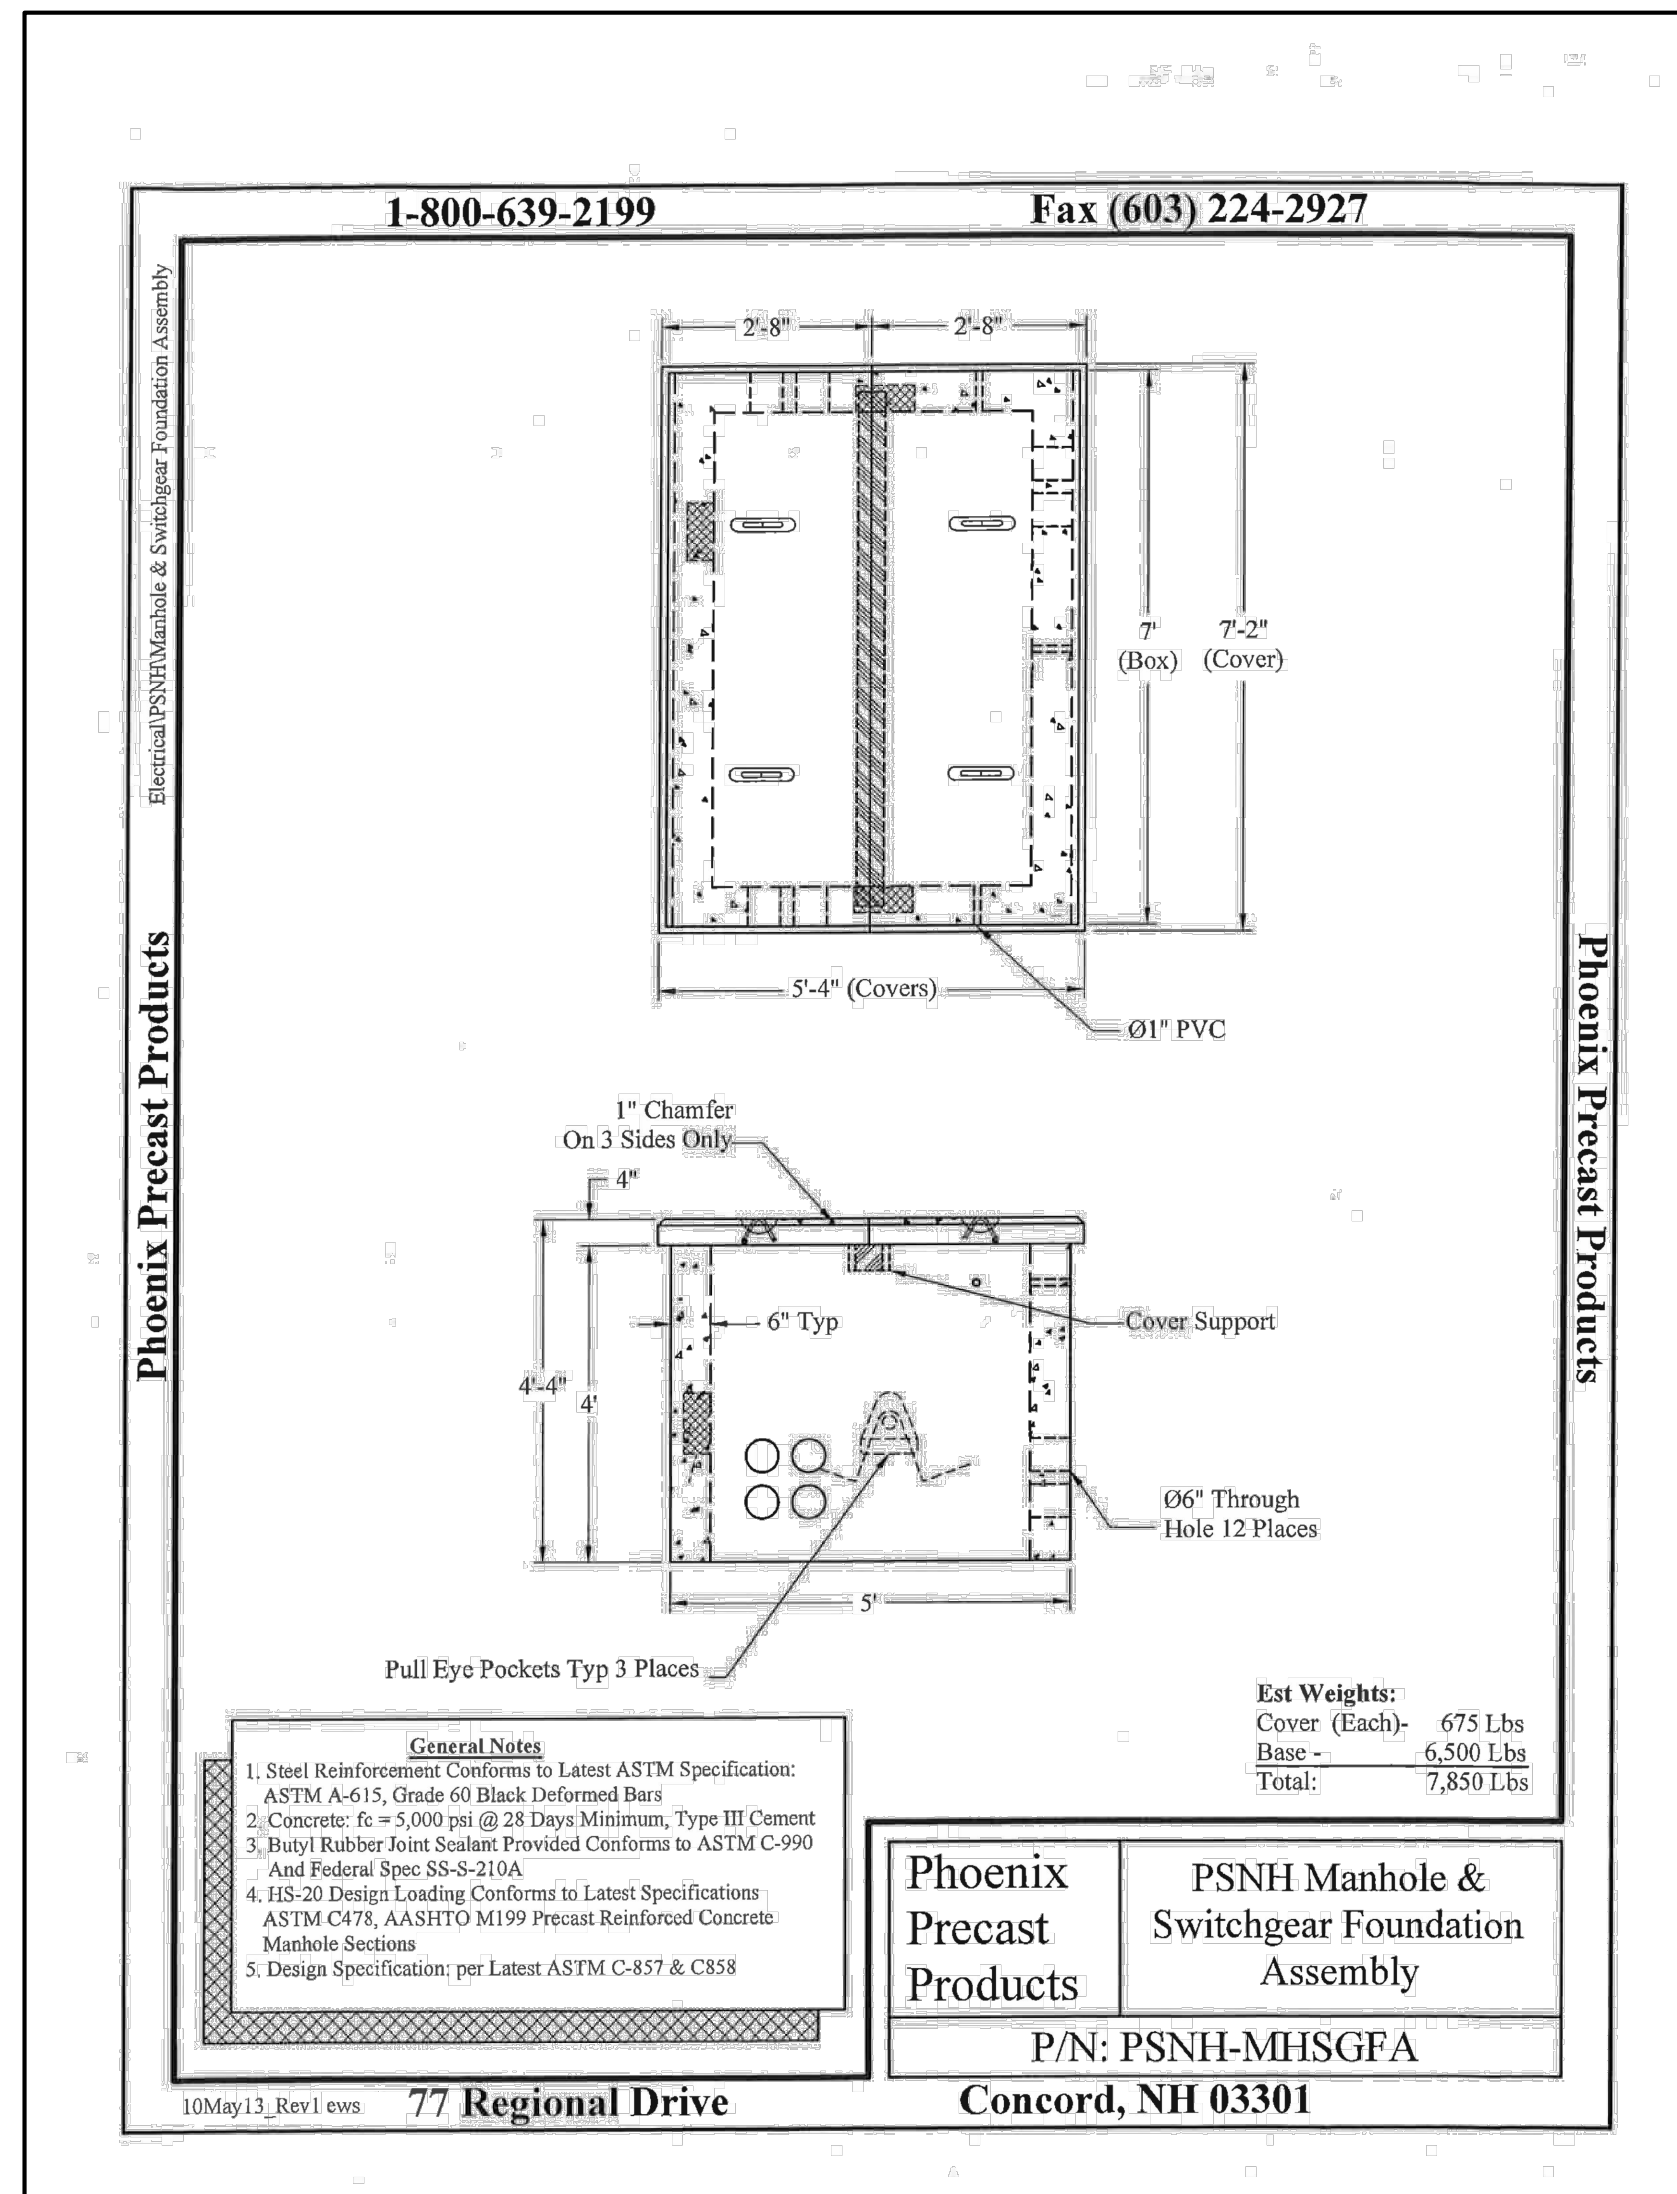 1-800-639-2199
Fax (603) 224-2927
Electrical\PSNH\Manhole & Switchgear Foundation Assembly
Phoenix Precast Products
Phoenix Precast Products
2'-8"
2'-8"
7'
(Box)
7'-2"
(Cover)
5'-4" (Covers)
Ø1" PVC
1" Chamfer
On 3 Sides Only
4"
6" Typ
Cover Support
4'-4"
4'
Ø6" Through
Hole 12 Places
5'
Pull Eye Pockets Typ 3 Places
Est Weights:
Cover (Each)- 675 Lbs
Base - 6,500 Lbs
Total: 7,850 Lbs
General Notes
1. Steel Reinforcement Conforms to Latest ASTM Specification:
ASTM A-615, Grade 60 Black Deformed Bars
2. Concrete: fc = 5,000 psi @ 28 Days Minimum, Type III Cement
3. Butyl Rubber Joint Sealant Provided Conforms to ASTM C-990
And Federal Spec SS-S-210A
4. HS-20 Design Loading Conforms to Latest Specifications
ASTM C478, AASHTO M199 Precast Reinforced Concrete
Manhole Sections
5. Design Specification: per Latest ASTM C-857 & C858
Phoenix
Precast
Products
PSNH Manhole &
Switchgear Foundation
Assembly
P/N: PSNH-MHSGFA
10May13_Rev1 ews
77 Regional Drive
Concord, NH 03301